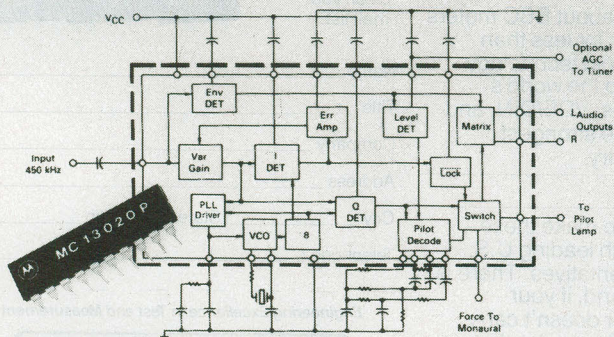 VCC
Optional
AGC
To Tuner
Env
DET
Err
Amp
Level
DET
Matrix
L Audio
Outputs
R
Input
450 kHz
Var
Gain
I
DET
Lock
PLL
Driver
Q
DET
Switch
To
Pilot
Lamp
VCO
8
Pilot
Decode
MC13020P
Force To
Monaural